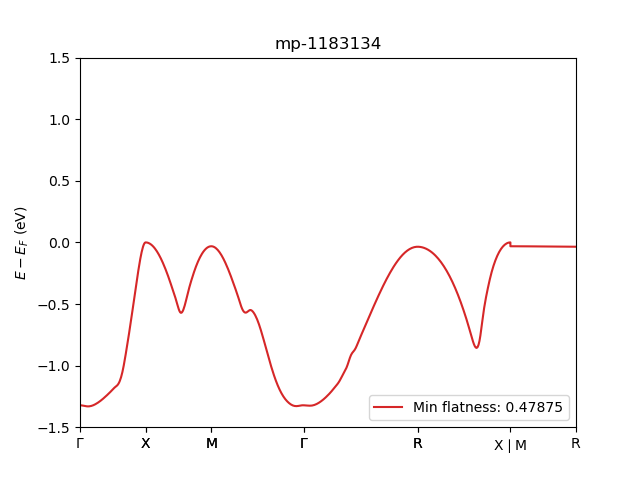 mp-1183134
1.5
1.0
0.5
0.0
−0.5
−1.0
−1.5
E − E_F (eV)
Γ X M Γ R X | M R
Min flatness: 0.47875